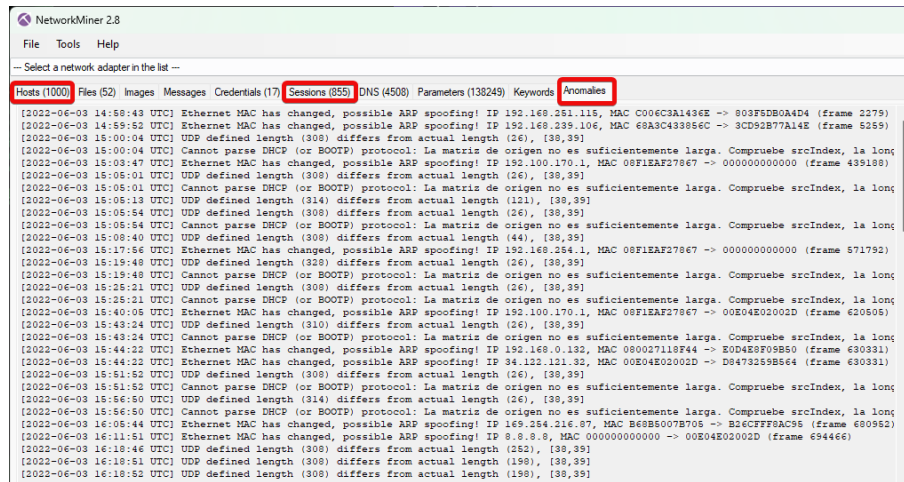 NetworkMiner 2.8
File Tools Help
--- Select a network adapter in the list ---
Hosts (1000) Files (52) Images Messages Credentials (17) Sessions (855) DNS (4508) Parameters (138249) Keywords Anomalies
[2022-06-03 14:58:43 UTC] Ethernet MAC has changed, possible ARP spoofing! IP 192.168.251.115, MAC C006C3A1436E -> 803F5DB0A4D4 (frame 2279)
[2022-06-03 14:59:52 UTC] Ethernet MAC has changed, possible ARP spoofing! IP 192.168.239.106, MAC 68A3C433856C -> 3CD92B77A14E (frame 5259)
[2022-06-03 15:00:04 UTC] UDP defined length (308) differs from actual length (26), [38,39]
[2022-06-03 15:00:04 UTC] Cannot parse DHCP (or BOOTP) protocol: La matriz de origen no es suficientemente larga. Compruebe srcIndex, la long
[2022-06-03 15:03:47 UTC] Ethernet MAC has changed, possible ARP spoofing! IP 192.100.170.1, MAC 08F1EAF27867 -> 000000000000 (frame 439188)
[2022-06-03 15:05:01 UTC] UDP defined length (308) differs from actual length (26), [38,39]
[2022-06-03 15:05:01 UTC] Cannot parse DHCP (or BOOTP) protocol: La matriz de origen no es suficientemente larga. Compruebe srcIndex, la long
[2022-06-03 15:05:13 UTC] UDP defined length (314) differs from actual length (121), [38,39]
[2022-06-03 15:05:54 UTC] UDP defined length (308) differs from actual length (26), [38,39]
[2022-06-03 15:05:54 UTC] Cannot parse DHCP (or BOOTP) protocol: La matriz de origen no es suficientemente larga. Compruebe srcIndex, la long
[2022-06-03 15:08:40 UTC] UDP defined length (308) differs from actual length (44), [38,39]
[2022-06-03 15:17:56 UTC] Ethernet MAC has changed, possible ARP spoofing! IP 192.168.254.1, MAC 08F1EAF27867 -> 000000000000 (frame 571792)
[2022-06-03 15:19:48 UTC] UDP defined length (328) differs from actual length (26), [38,39]
[2022-06-03 15:19:48 UTC] Cannot parse DHCP (or BOOTP) protocol: La matriz de origen no es suficientemente larga. Compruebe srcIndex, la long
[2022-06-03 15:25:21 UTC] UDP defined length (308) differs from actual length (26), [38,39]
[2022-06-03 15:25:21 UTC] Cannot parse DHCP (or BOOTP) protocol: La matriz de origen no es suficientemente larga. Compruebe srcIndex, la long
[2022-06-03 15:40:05 UTC] Ethernet MAC has changed, possible ARP spoofing! IP 192.100.170.1, MAC 08F1EAF27867 -> 00E04E02002D (frame 620505)
[2022-06-03 15:43:24 UTC] UDP defined length (310) differs from actual length (26), [38,39]
[2022-06-03 15:43:24 UTC] Cannot parse DHCP (or BOOTP) protocol: La matriz de origen no es suficientemente larga. Compruebe srcIndex, la long
[2022-06-03 15:44:22 UTC] Ethernet MAC has changed, possible ARP spoofing! IP 192.168.0.132, MAC 080027118F44 -> E0D4E8F09B50 (frame 630331)
[2022-06-03 15:44:22 UTC] Ethernet MAC has changed, possible ARP spoofing! IP 34.122.121.32, MAC 00E04E02002D -> D8473259B564 (frame 630331)
[2022-06-03 15:51:52 UTC] UDP defined length (308) differs from actual length (26), [38,39]
[2022-06-03 15:51:52 UTC] Cannot parse DHCP (or BOOTP) protocol: La matriz de origen no es suficientemente larga. Compruebe srcIndex, la long
[2022-06-03 15:56:50 UTC] UDP defined length (314) differs from actual length (26), [38,39]
[2022-06-03 15:56:50 UTC] Cannot parse DHCP (or BOOTP) protocol: La matriz de origen no es suficientemente larga. Compruebe srcIndex, la long
[2022-06-03 16:05:44 UTC] Ethernet MAC has changed, possible ARP spoofing! IP 169.254.216.87, MAC B68B5007B705 -> B26CFFF8AC95 (frame 680952)
[2022-06-03 16:11:51 UTC] Ethernet MAC has changed, possible ARP spoofing! IP 8.8.8.8, MAC 000000000000 -> 00E04E02002D (frame 694466)
[2022-06-03 16:18:46 UTC] UDP defined length (308) differs from actual length (252), [38,39]
[2022-06-03 16:18:51 UTC] UDP defined length (308) differs from actual length (198), [38,39]
[2022-06-03 16:18:52 UTC] UDP defined length (308) differs from actual length (198), [38,39]